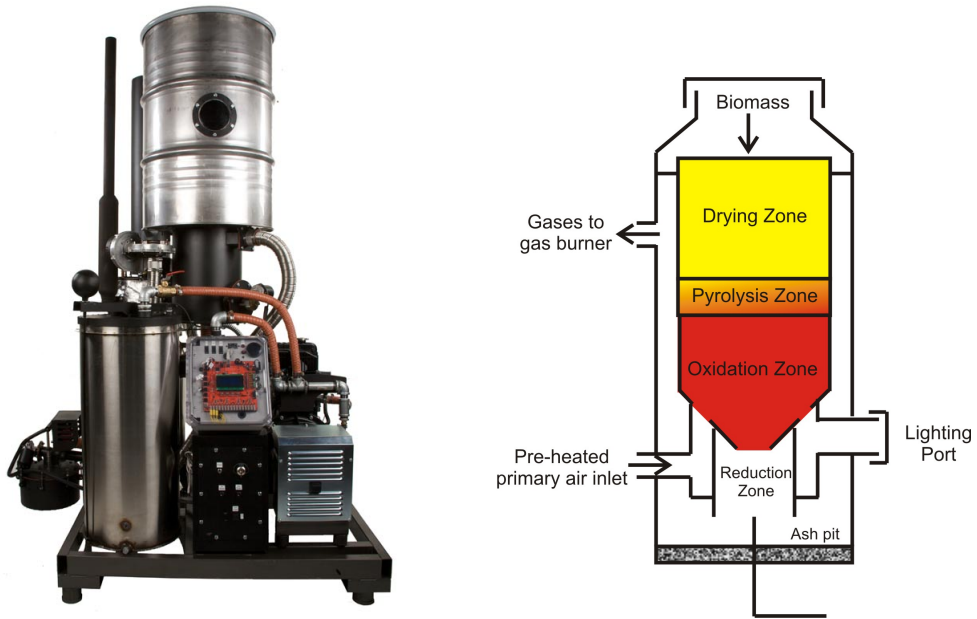 Biomass
Drying Zone
Gases to
gas burner
Pyrolysis Zone
Oxidation Zone
Lighting
Port
Pre-heated
primary air inlet
Reduction
Zone
Ash pit